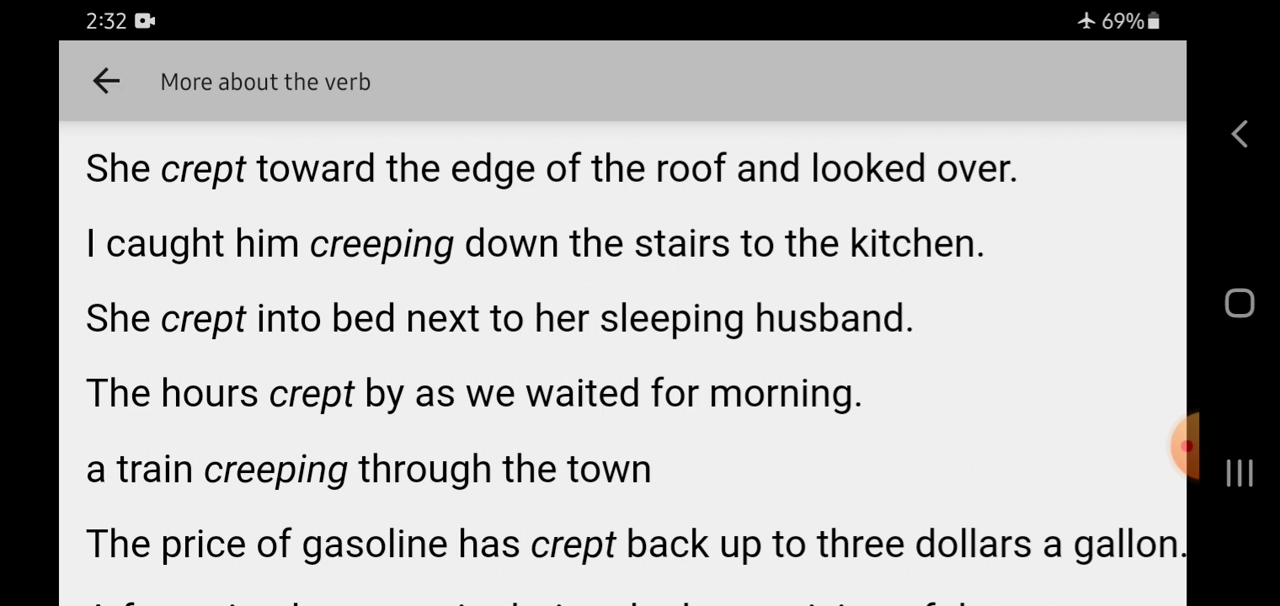 2:32
69%
More about the verb
She crept toward the edge of the roof and looked over.
I caught him creeping down the stairs to the kitchen.
She crept into bed next to her sleeping husband.
The hours crept by as we waited for morning.
a train creeping through the town
The price of gasoline has crept back up to three dollars a gallon.